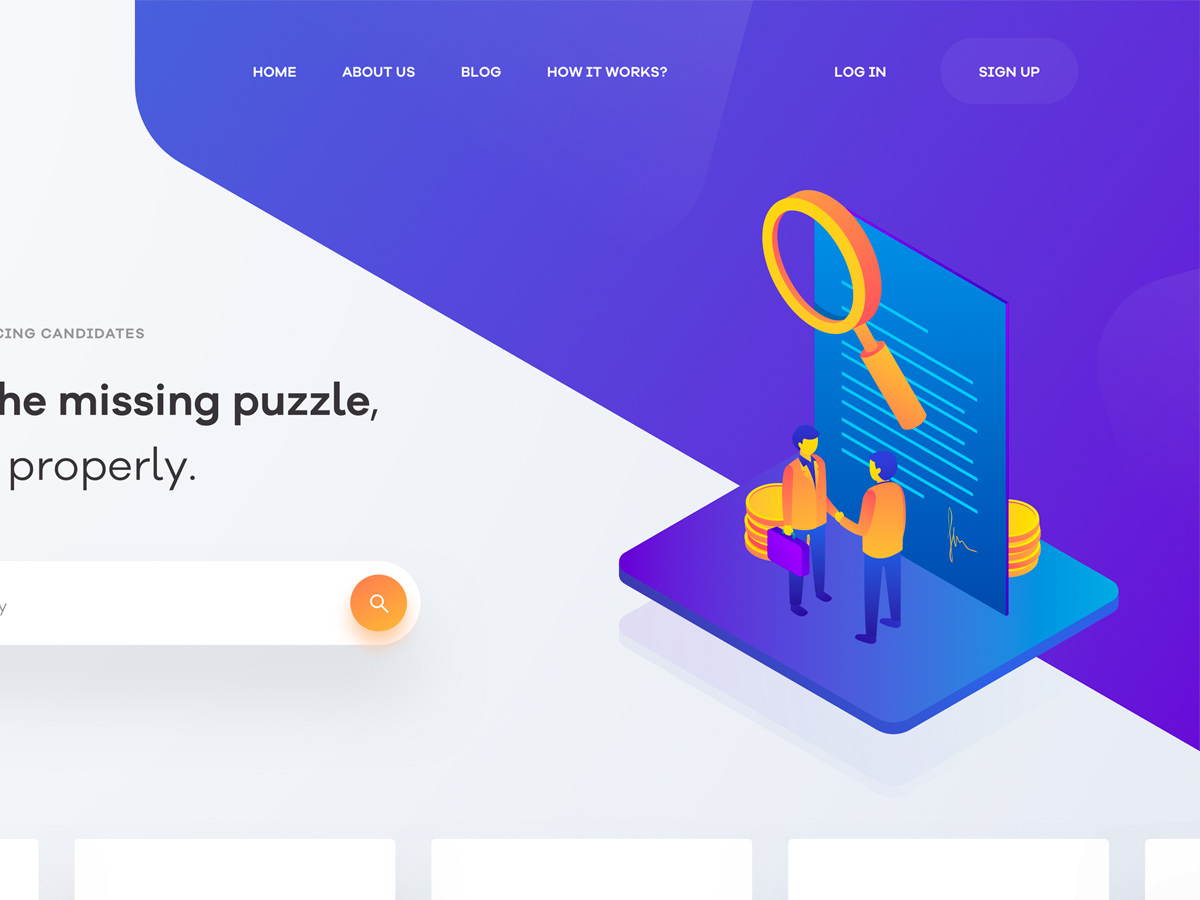 HOME ABOUT US BLOG HOW IT WORKS? LOG IN SIGN UP
CING CANDIDATES
he missing puzzle,
properly.
y